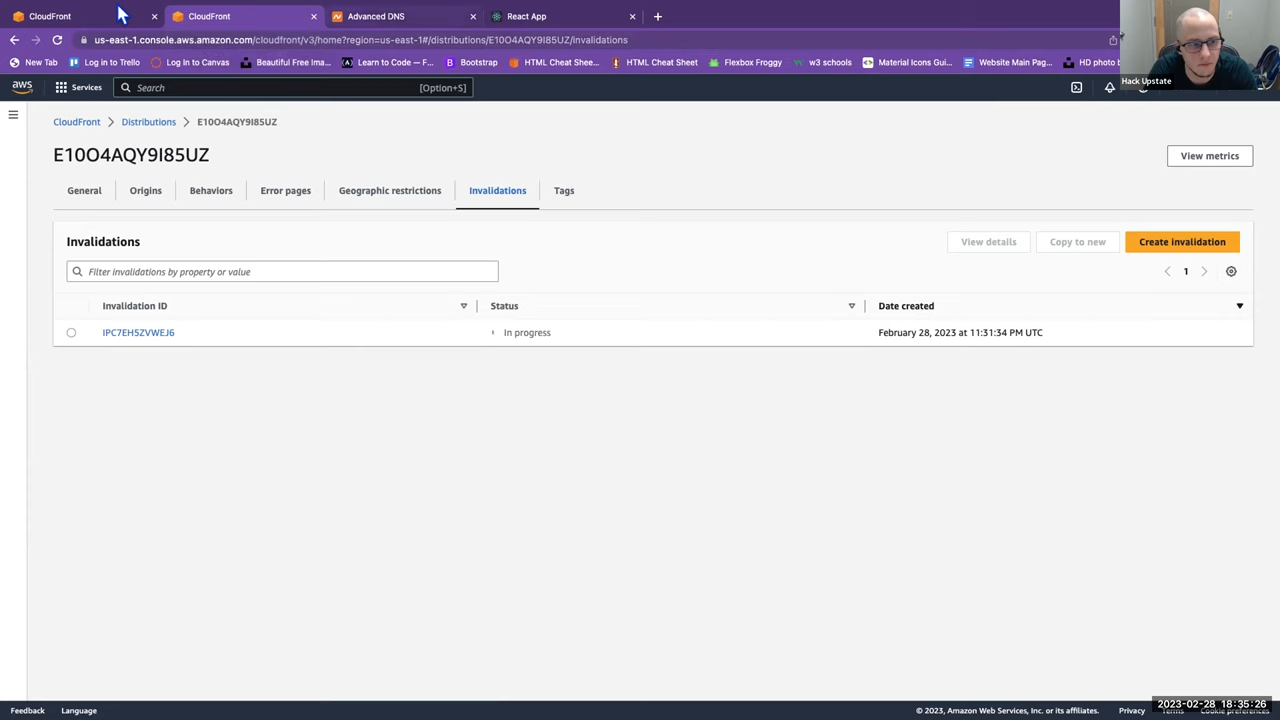 CloudFront
CloudFront
Advanced DNS
React App
us-east-1.console.aws.amazon.com/cloudfront/v3/home?region=us-east-1#/distributions/E10O4AQY9I85UZ/invalidations
New Tab
Log in to Trello
Log In to Canvas
Beautiful Free Ima...
Learn to Code — F...
Bootstrap
HTML Cheat Shee...
HTML Cheat Sheet
Flexbox Froggy
w3 schools
Material Icons Gui...
Website Main Pag...
HD photo b
Hack Upstate
aws
Services
Search
[Option+S]
CloudFront
Distributions
E10O4AQY9I85UZ
E10O4AQY9I85UZ
View metrics
General
Origins
Behaviors
Error pages
Geographic restrictions
Invalidations
Tags
Invalidations
View details
Copy to new
Create invalidation
Filter invalidations by property or value
1
Invalidation ID
Status
Date created
IPC7EH5ZVWEJ6
In progress
February 28, 2023 at 11:31:34 PM UTC
Feedback
Language
© 2023, Amazon Web Services, Inc. or its affiliates.
Privacy
Terms
Cookie preferences
2023-02-28 18:35:26